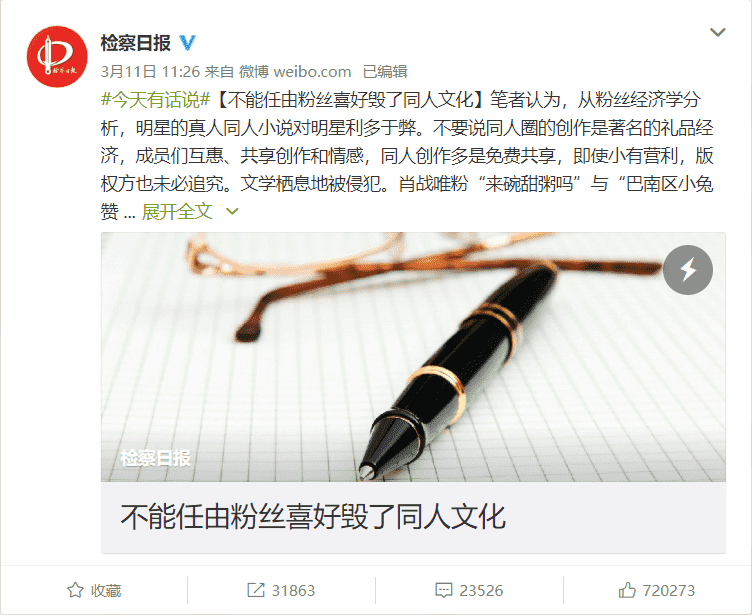 检察日报
3月11日 11:26 来自 微博 weibo.com 已编辑
#今天有话说#【不能任由粉丝喜好毁了同人文化】笔者认为，从粉丝经济学分
析，明星的真人同人小说对明星利多于弊。不要说同人圈的创作是著名的礼品经
济，成员们互惠、共享创作和情感，同人创作多是免费共享，即使小有营利，版
权方也未必追究。文学栖息地被侵犯。肖战唯粉“来碗甜粥吗”与“巴南区小兔
赞 ... 展开全文
检察日报
不能任由粉丝喜好毁了同人文化
收藏 31863 23526 720273